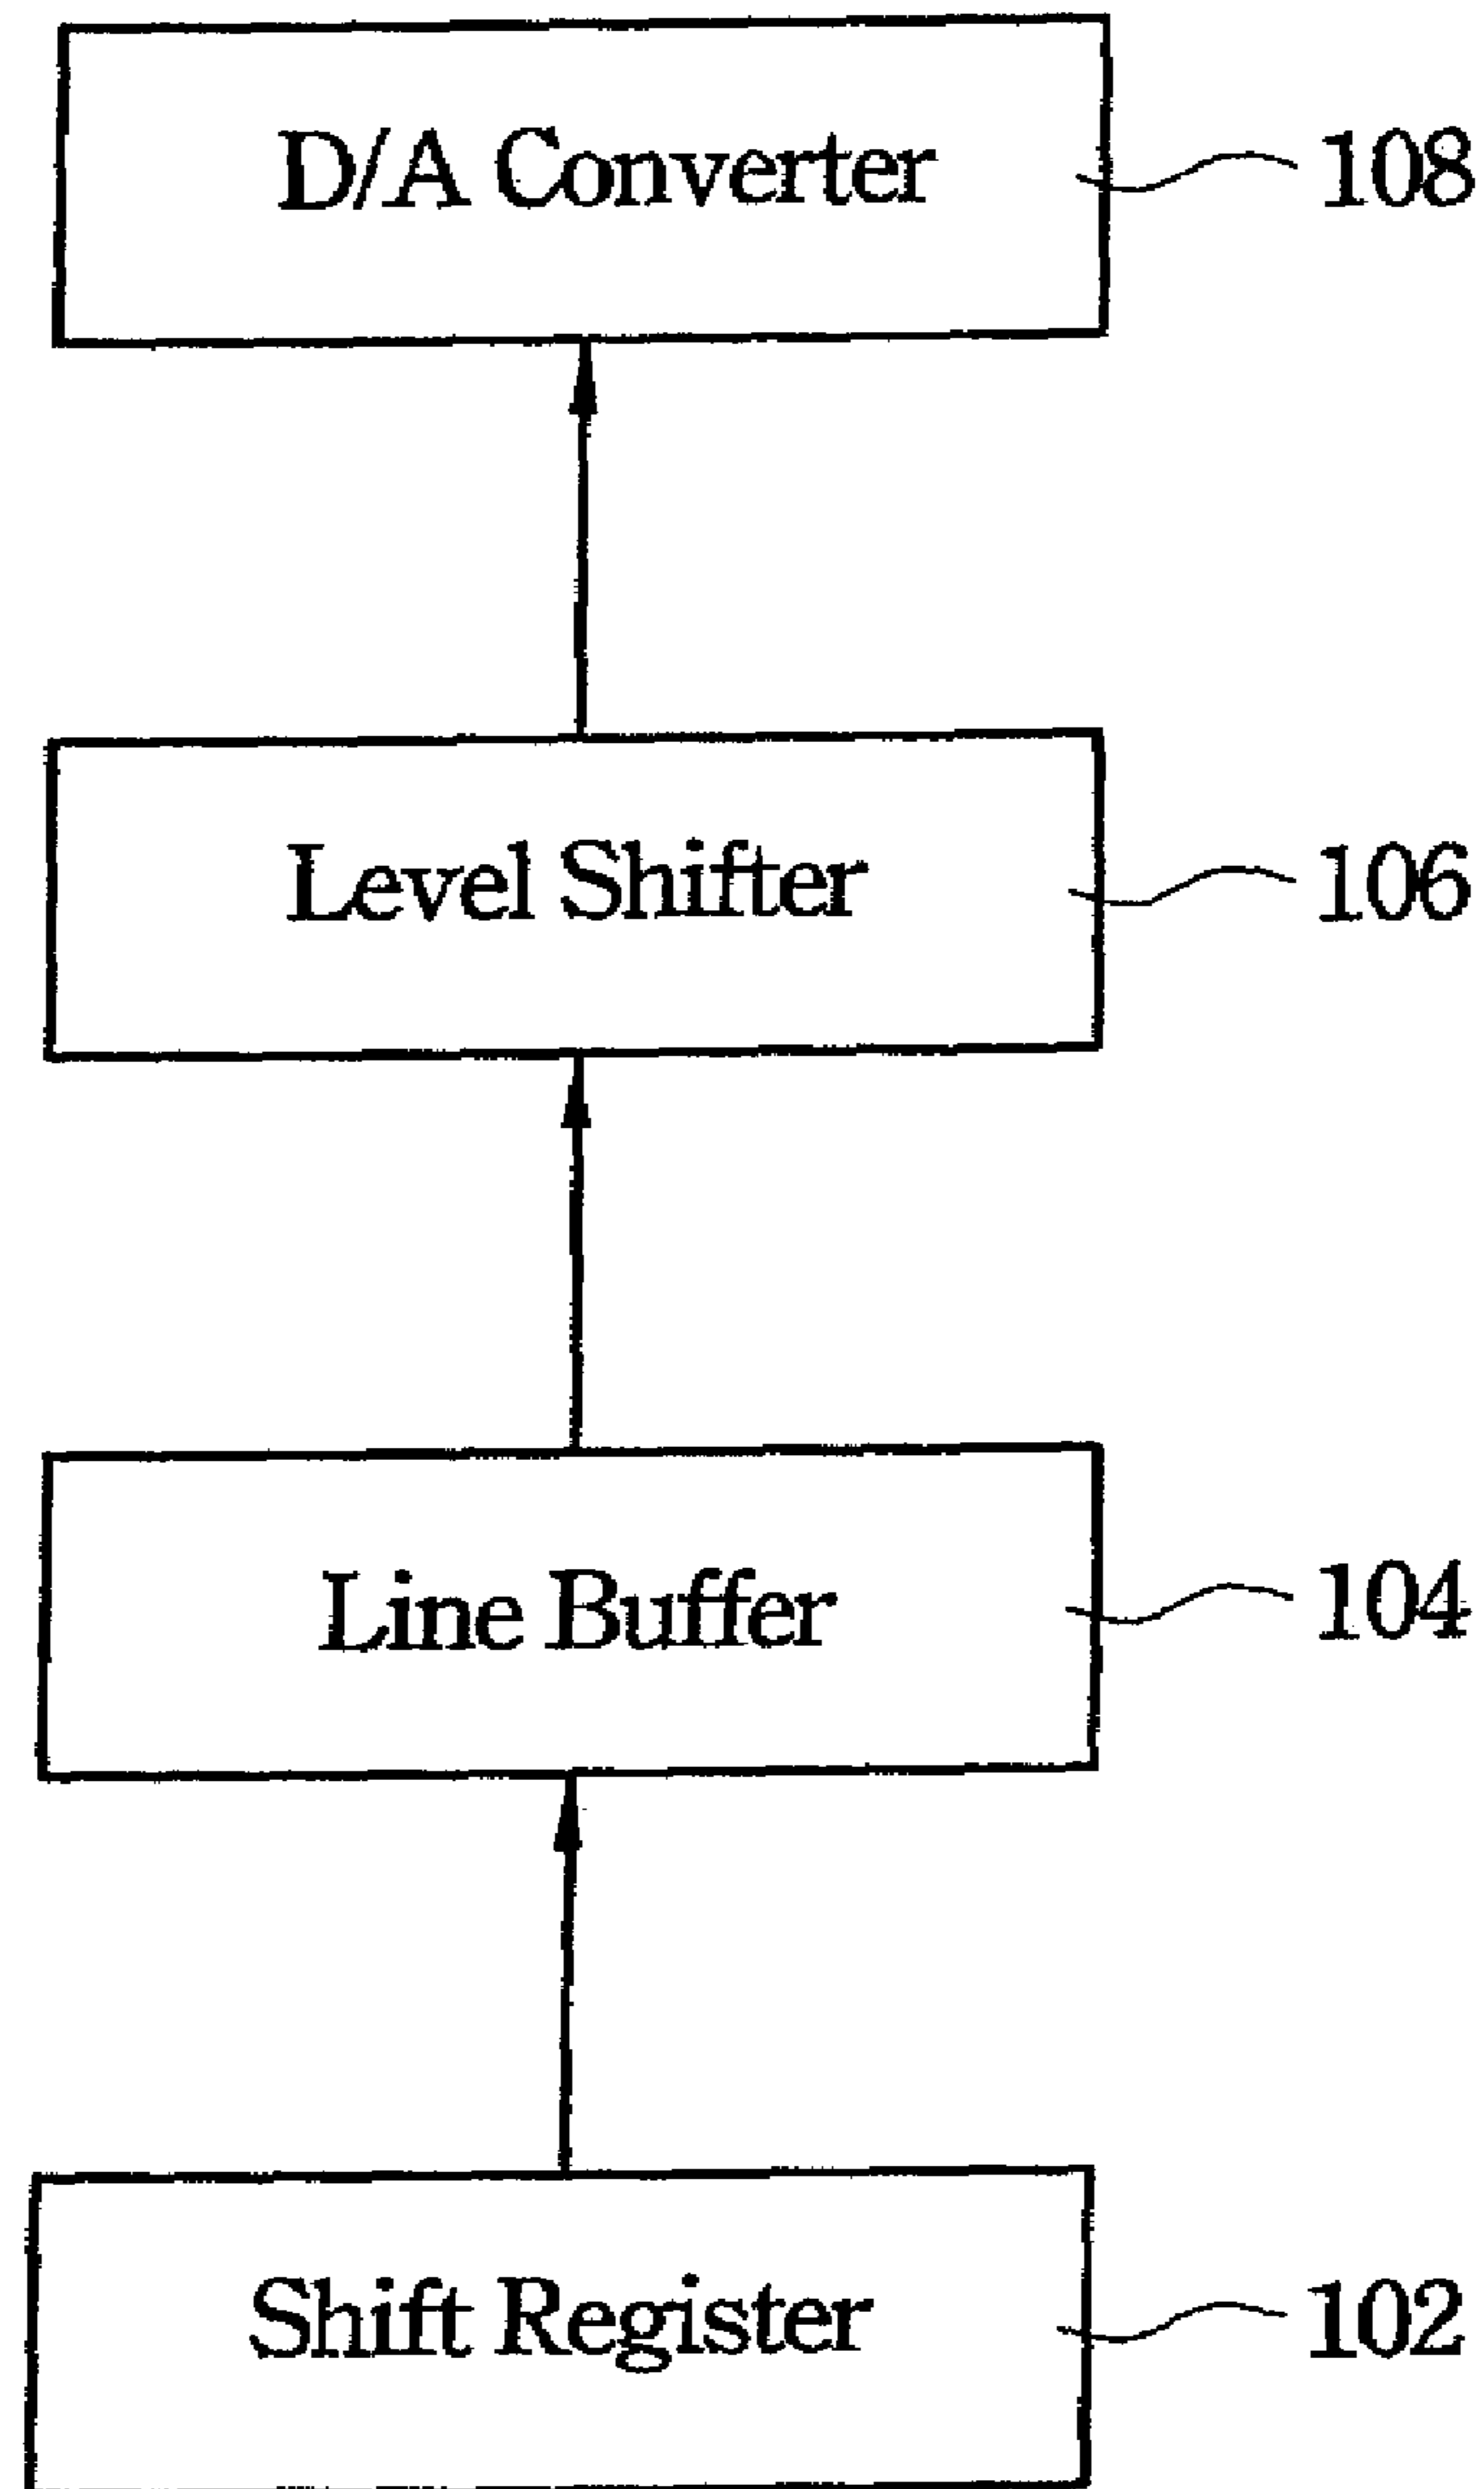 D/A Converter 108
Level Shifter 106
Line Buffer 104
Shift Register 102